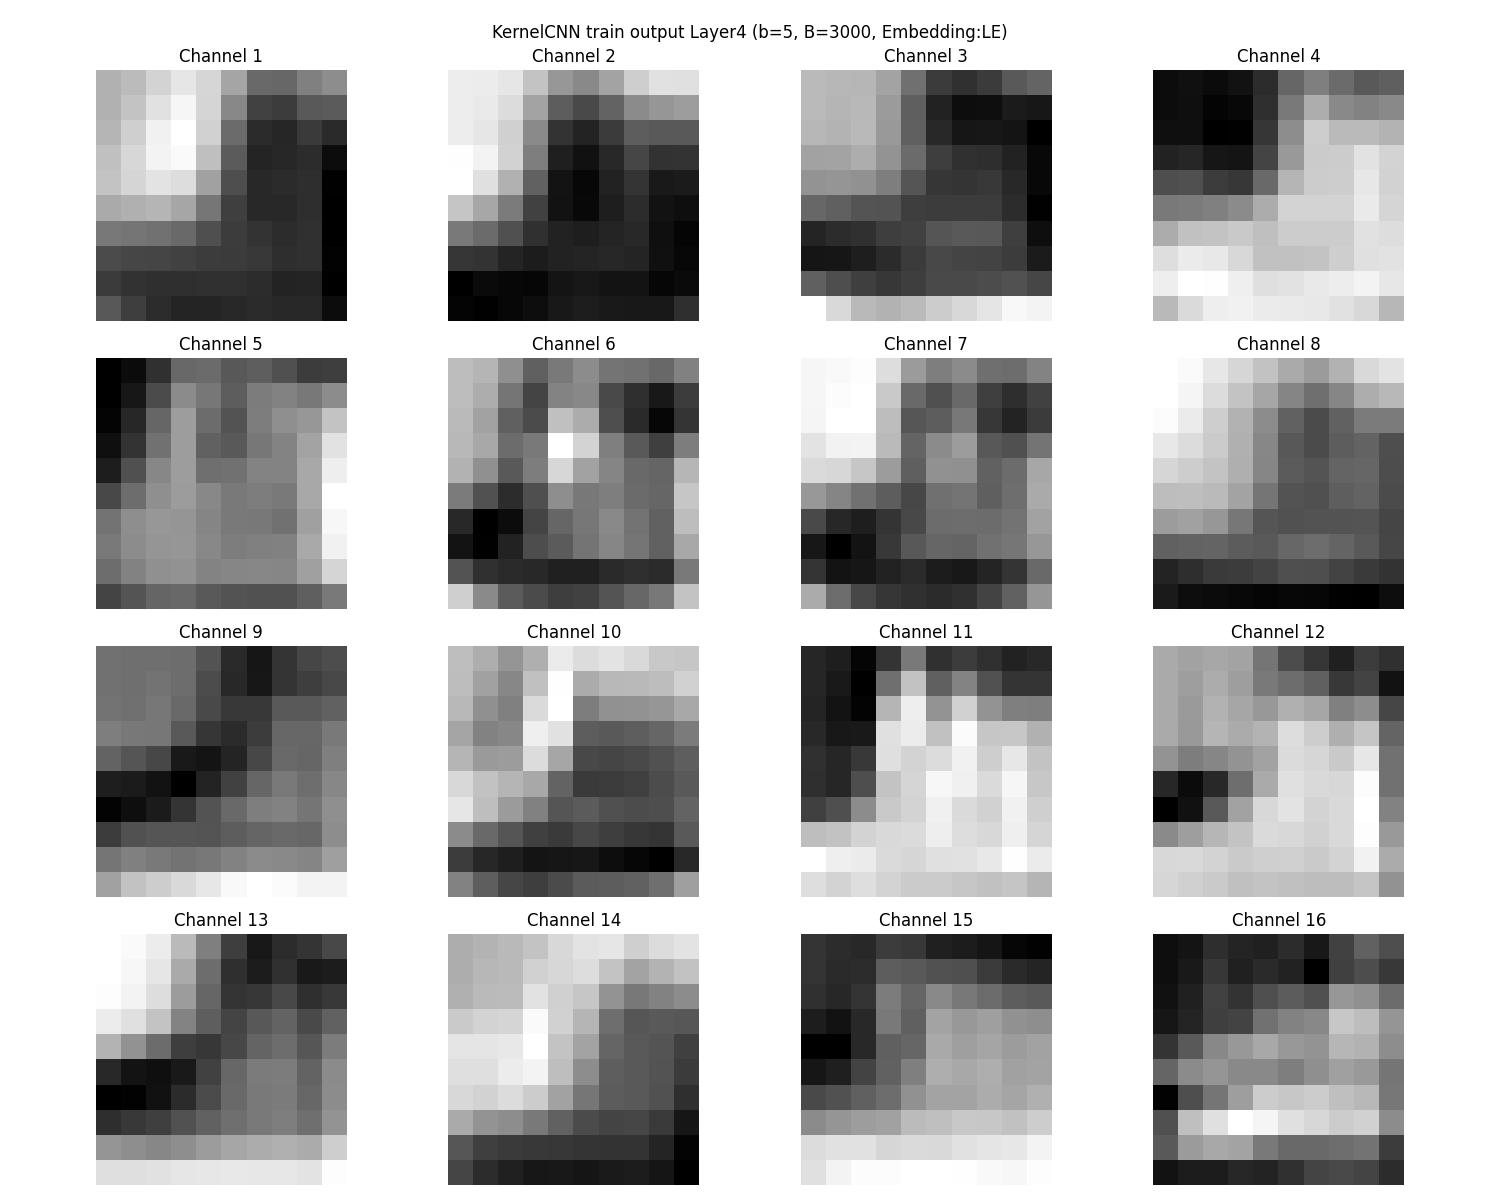 KernelCNN train output Layer4 (b=5, B=3000, Embedding:LE)
Channel 1
Channel 2
Channel 3
Channel 4
Channel 5
Channel 6
Channel 7
Channel 8
Channel 9
Channel 10
Channel 11
Channel 12
Channel 13
Channel 14
Channel 15
Channel 16